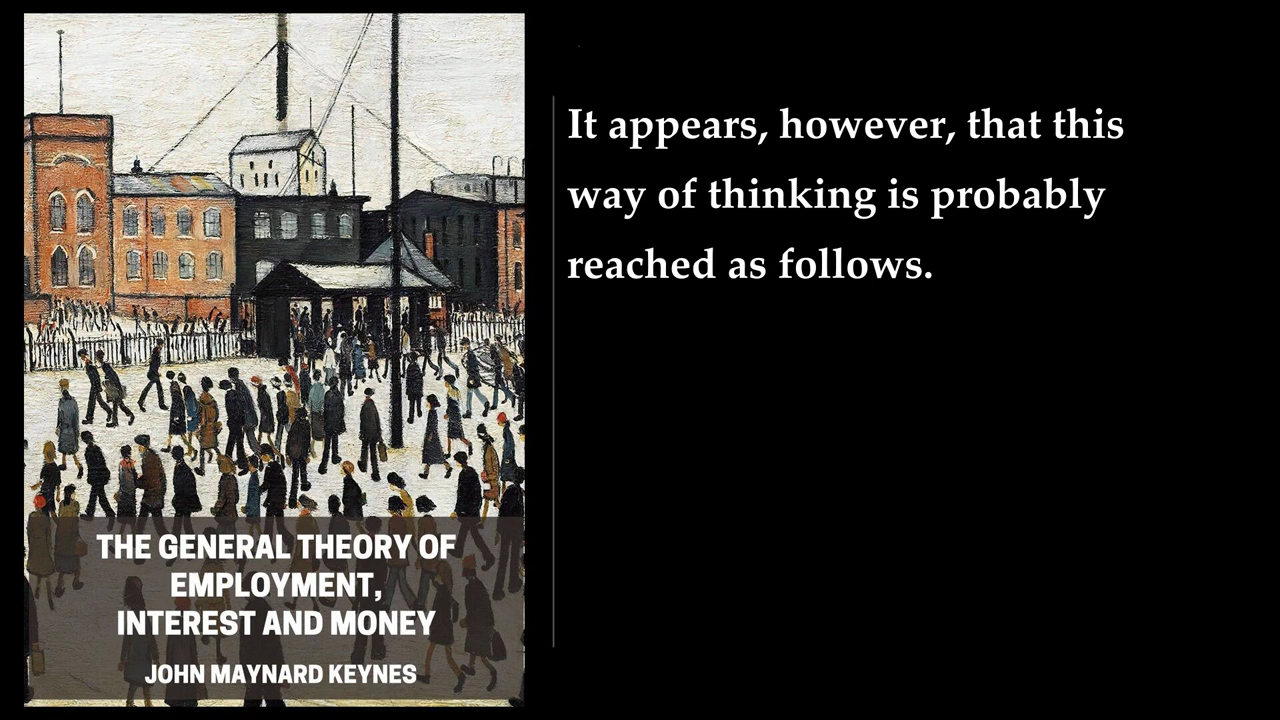 THE GENERAL THEORY OF
EMPLOYMENT,
INTEREST AND MONEY
JOHN MAYNARD KEYNES
It appears, however, that this
way of thinking is probably
reached as follows.